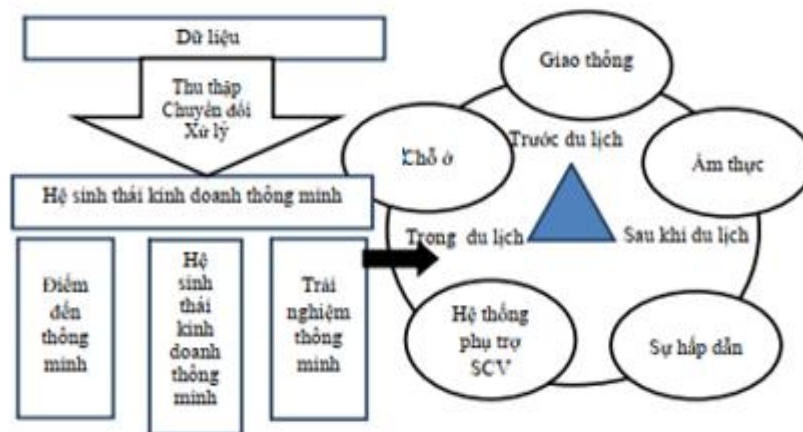 Dữ liệu
Thu thập
Chuyển đổi
Xử lý
Hệ sinh thái kinh doanh thông minh
Điểm
đến
thông
minh
Hệ
sinh
thái
kinh
doanh
thông
minh
Trải
nghiệm
thông
minh
Giao thông
Chỗ ở
Trước du lịch
Ẩm thực
Trong du lịch
Sau khi du lịch
Hệ thống
phụ trợ
SCV
Sự hấp dẫn